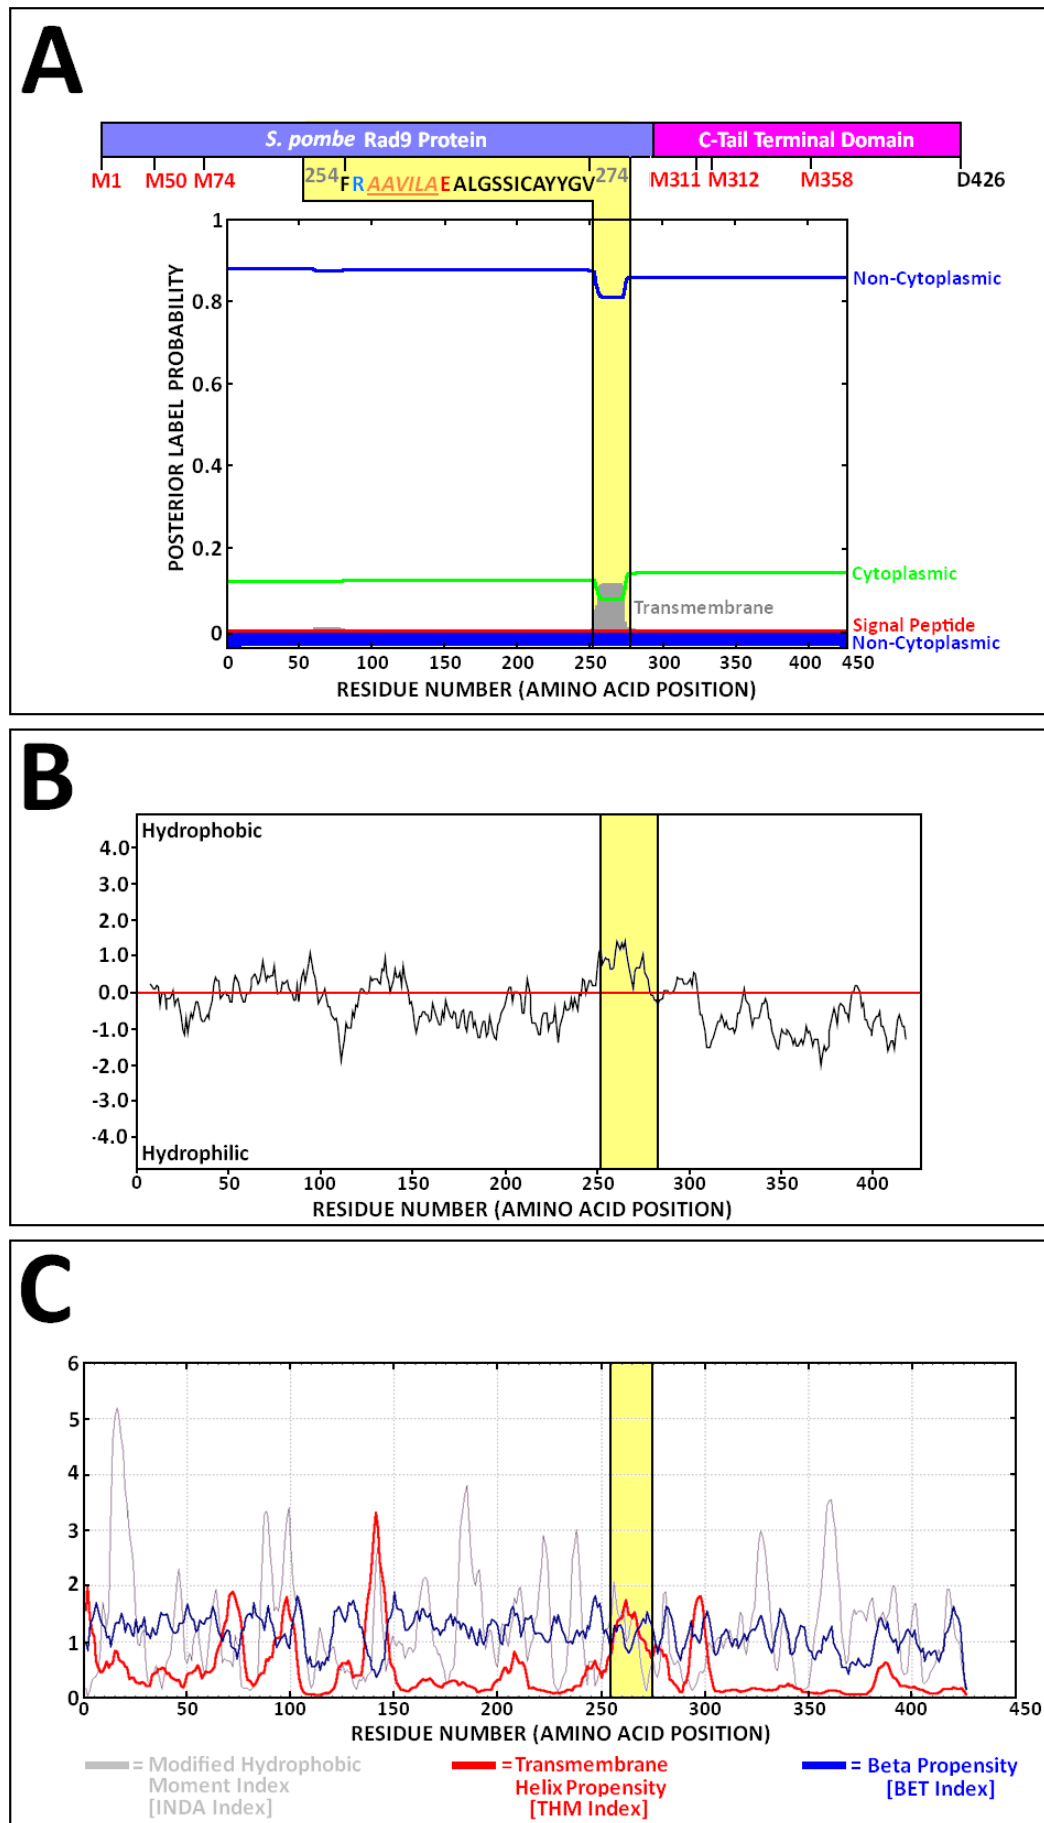 A
S. pombe Rad9 Protein
C-Tail Terminal Domain
M1 M50 M74 254 FRAAVILAEALGSSICAYYGV 274 M311 M312 M358 D426
1
0.8
0.6
0.4
0.2
0
POSTERIOR LABEL PROBABILITY
Non-Cytoplasmic
Cytoplasmic
Transmembrane
Signal Peptide
Non-Cytoplasmic
0 50 100 150 200 250 300 350 400 450
RESIDUE NUMBER (AMINO ACID POSITION)
B
Hydrophobic
4.0
3.0
2.0
1.0
0.0
-1.0
-2.0
-3.0
-4.0
Hydrophilic
0 50 100 150 200 250 300 350 400
RESIDUE NUMBER (AMINO ACID POSITION)
C
6
5
4
3
2
1
0
0 50 100 150 200 250 300 350 400 450
RESIDUE NUMBER (AMINO ACID POSITION)
= Modified Hydrophobic
Moment Index
[INDA Index]
= Transmembrane
Helix Propensity
[THM Index]
= Beta Propensity
[BET Index]